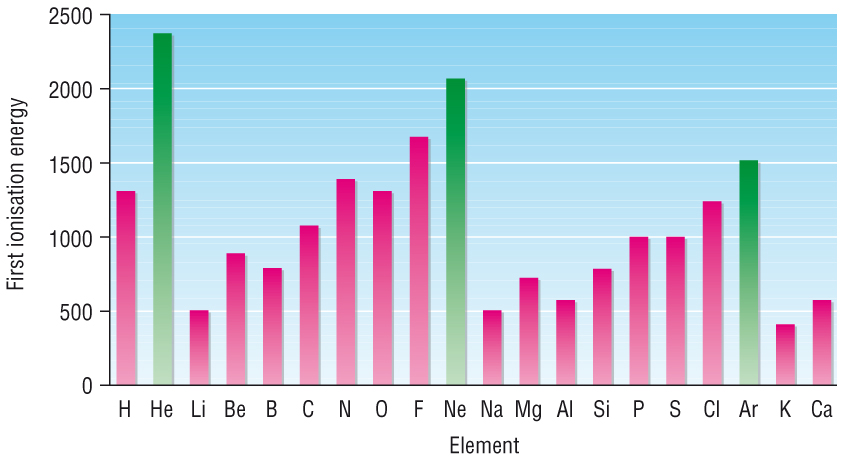 2500
2000
1500
1000
500
0
First ionisation energy
H He Li Be B C N O F Ne Na Mg Al Si P S Cl Ar K Ca
Element